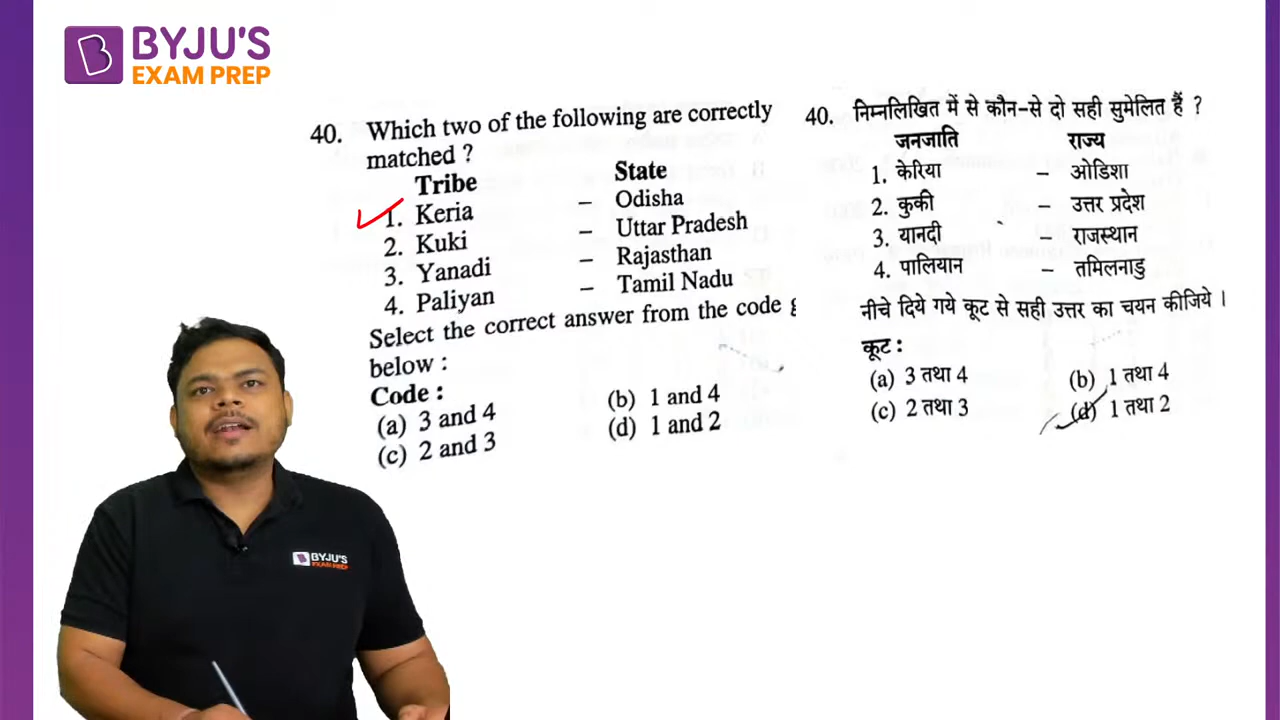 BYJU'S
EXAM PREP
40. Which two of the following are correctly
matched ?
Tribe State
1. Keria – Odisha
2. Kuki – Uttar Pradesh
3. Yanadi – Rajasthan
4. Paliyan – Tamil Nadu
Select the correct answer from the code g
below :
Code :
(a) 3 and 4 (b) 1 and 4
(c) 2 and 3 (d) 1 and 2
40. निम्नलिखित में से कौन-से दो सही सुमेलित हैं ?
जनजाति राज्य
1. केरिया – ओडिशा
2. कुकी – उत्तर प्रदेश
3. यानदी – राजस्थान
4. पालियान – तमिलनाडु
नीचे दिये गये कूट से सही उत्तर का चयन कीजिये ।
कूट :
(a) 3 तथा 4 (b) 1 तथा 4
(c) 2 तथा 3 (d) 1 तथा 2
BYJU'S
EXAM PREP